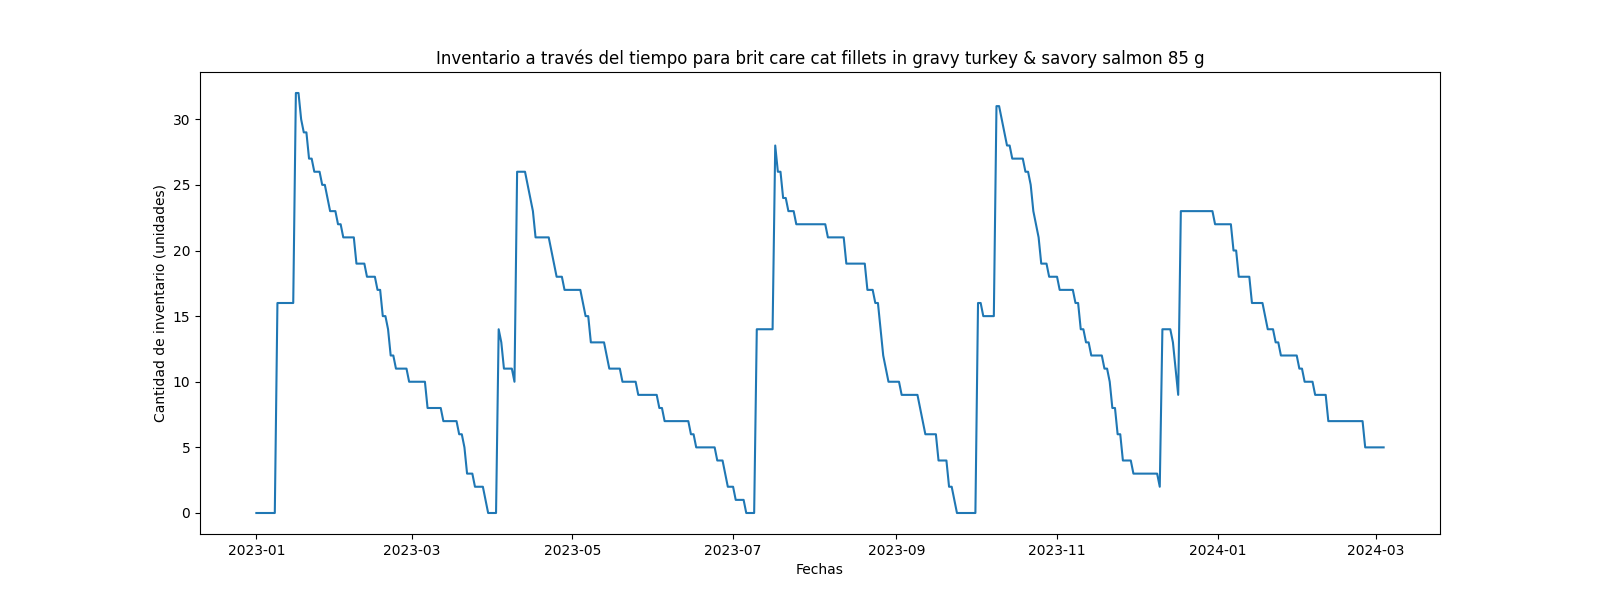 Inventario a través del tiempo para brit care cat fillets in gravy turkey & savory salmon 85 g
Cantidad de inventario (unidades)
30
25
20
15
10
5
0
2023-01 2023-03 2023-05 2023-07 2023-09 2023-11 2024-01 2024-03
Fechas